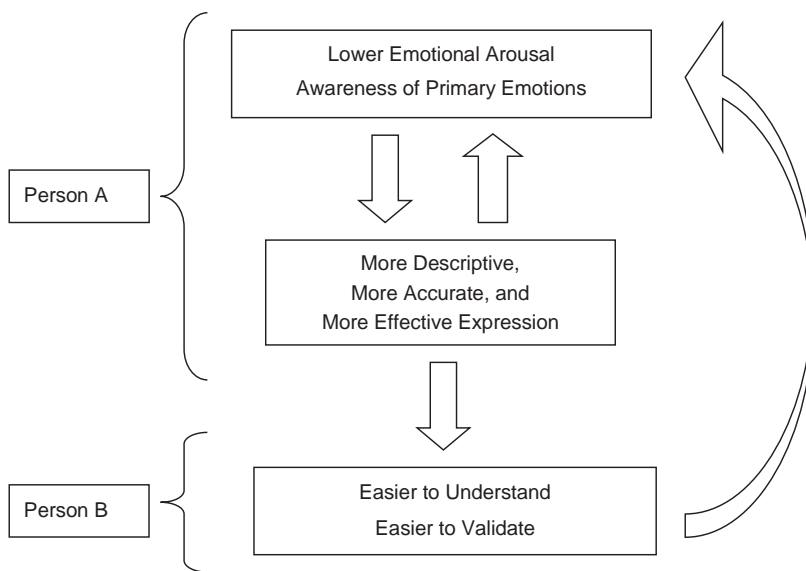 Lower Emotional Arousal
Awareness of Primary Emotions
Person A
More Descriptive,
More Accurate, and
More Effective Expression
Easier to Understand
Person B
Easier to Validate